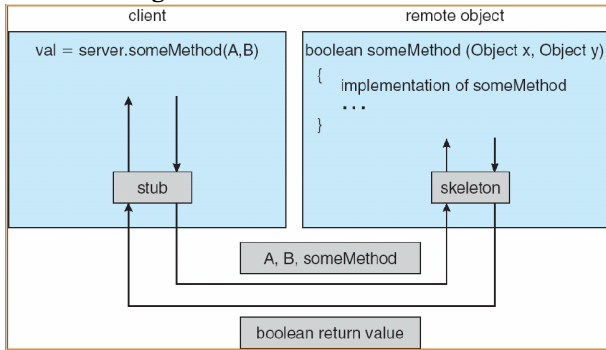 client
remote object
val = server.someMethod(A,B)
boolean someMethod (Object x, Object y)
{
implementation of someMethod
...
}
stub
skeleton
A, B, someMethod
boolean return value